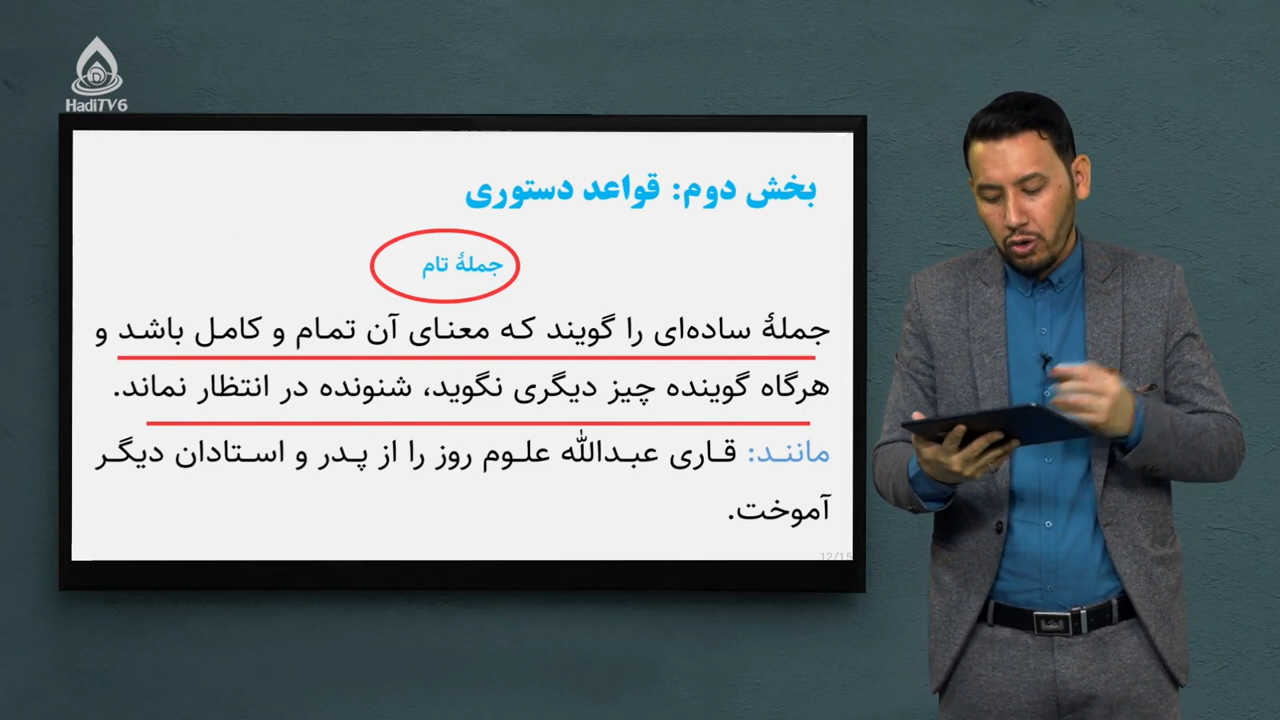 HadiTV6
بخش دوم: قواعد دستوری
جملهٔ تام
جملهٔ ساده‌ای را گویند که معنای آن تمام و کامل باشد و
هرگاه گوینده چیز دیگری نگوید، شنونده در انتظار نماند.
مانند: قاری عبدالله علوم روز را از پدر و استادان دیگر
آموخت.
12/15